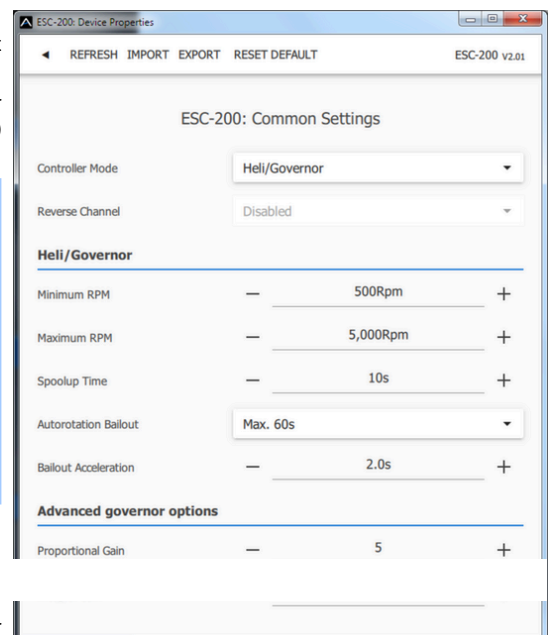 ESC-200: Device Properties
REFRESH IMPORT EXPORT RESET DEFAULT ESC-200 V2.01
ESC-200: Common Settings
Controller Mode Heli/Governor
Reverse Channel Disabled
Heli/Governor
Minimum RPM — 500Rpm +
Maximum RPM — 5,000Rpm +
Spoolup Time — 10s +
Autorotation Bailout Max. 60s
Bailout Acceleration — 2.0s +
Advanced governor options
Proportional Gain — 5 +